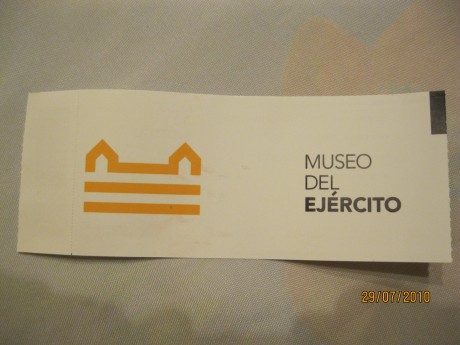 MUSEO
DEL
EJÉRCITO
29/07/2010